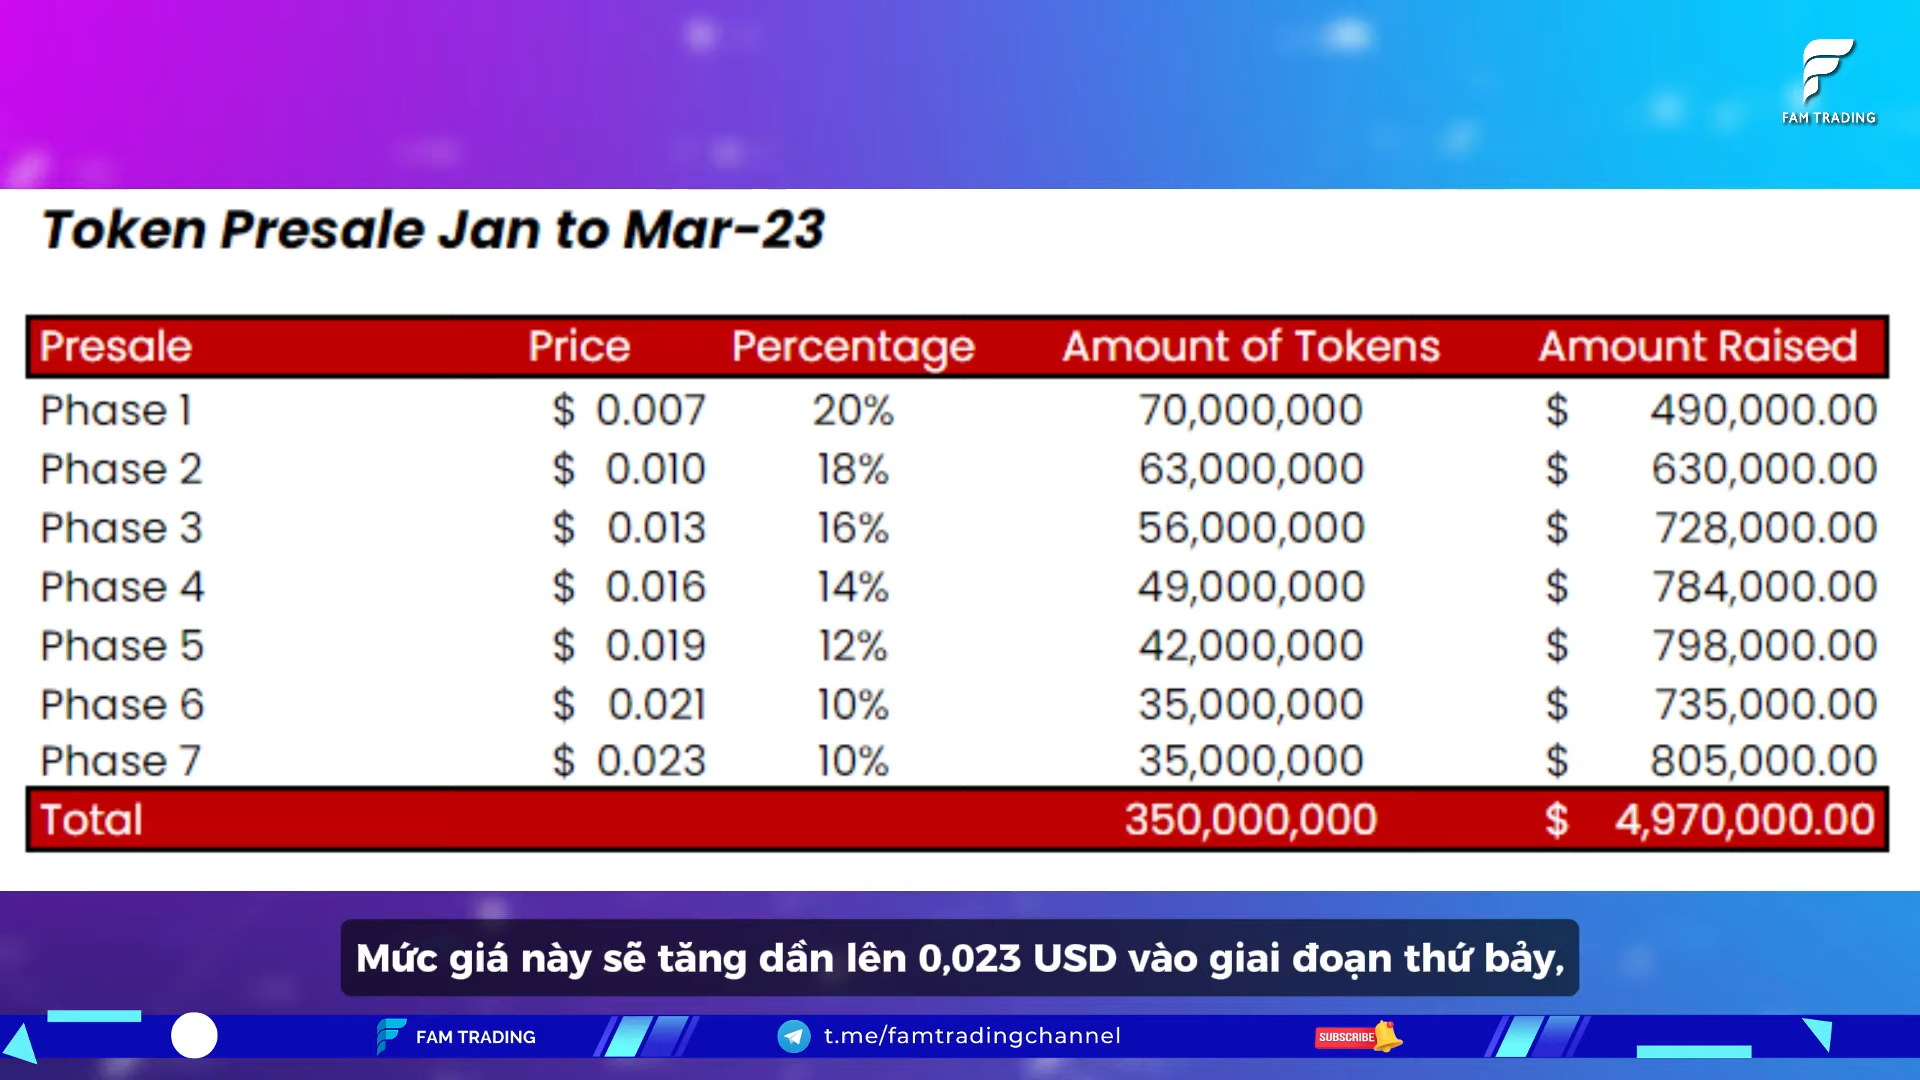 FAM TRADING
Token Presale Jan to Mar-23
Presale Price Percentage Amount of Tokens Amount Raised
Phase 1 $ 0.007 20% 70,000,000 $ 490,000.00
Phase 2 $ 0.010 18% 63,000,000 $ 630,000.00
Phase 3 $ 0.013 16% 56,000,000 $ 728,000.00
Phase 4 $ 0.016 14% 49,000,000 $ 784,000.00
Phase 5 $ 0.019 12% 42,000,000 $ 798,000.00
Phase 6 $ 0.021 10% 35,000,000 $ 735,000.00
Phase 7 $ 0.023 10% 35,000,000 $ 805,000.00
Total 350,000,000 $ 4,970,000.00
Mức giá này sẽ tăng dần lên 0,023 USD vào giai đoạn thứ bảy,
FAM TRADING t.me/famtradingchannel SUBSCRIBE